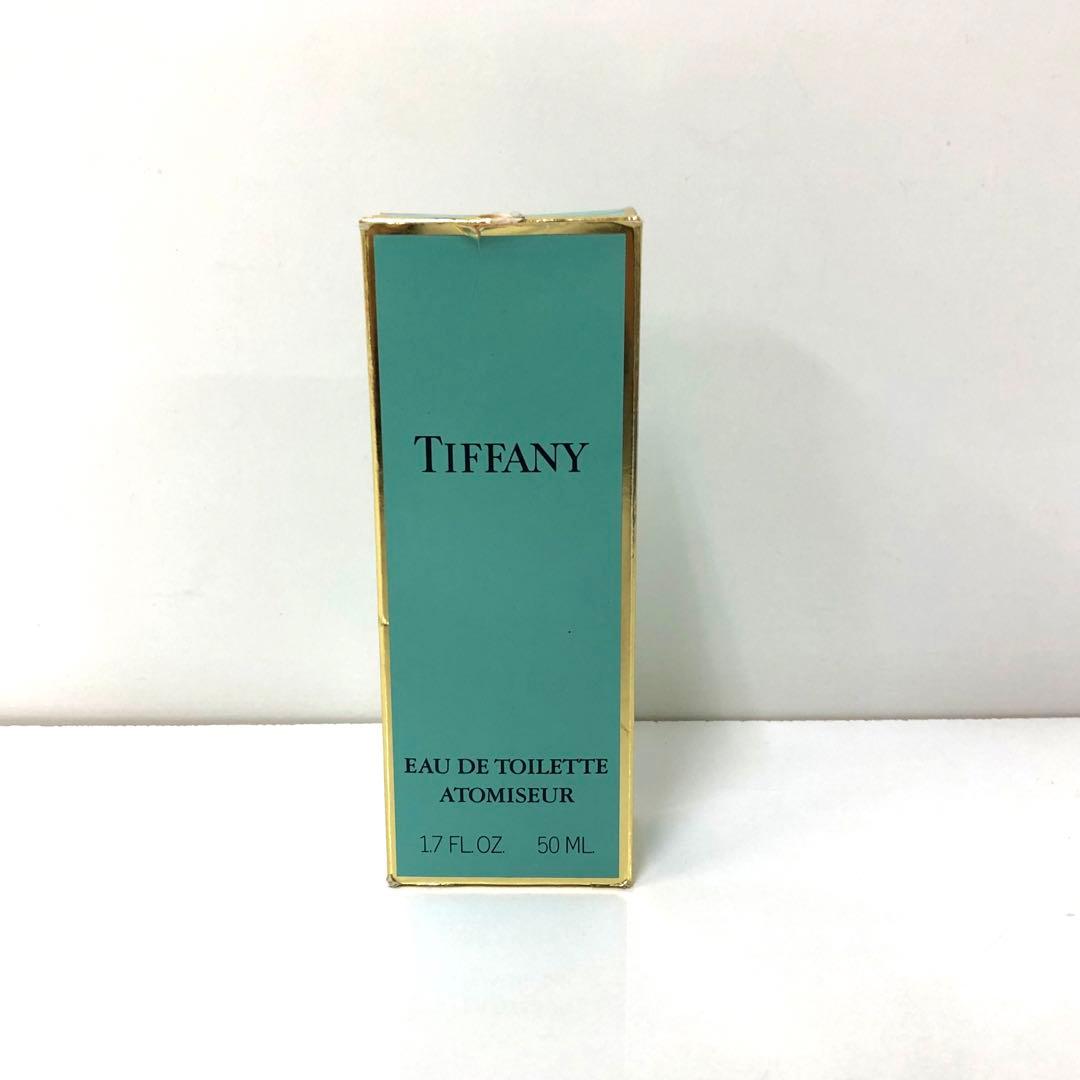 TIFFANY
EAU DE TOILETTE
ATOMISEUR
1.7 FL.OZ. 50 ML.